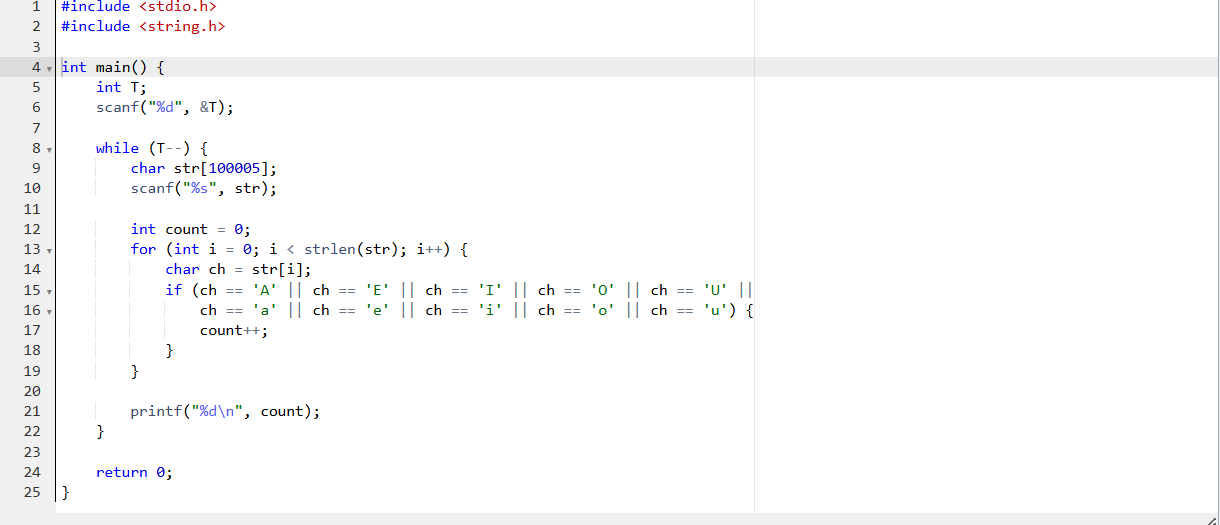 1 #include <stdio.h>
2 #include <string.h>
3
4 int main() {
5     int T;
6     scanf("%d", &T);
7
8     while (T--) {
9         char str[100005];
10         scanf("%s", str);
11
12         int count = 0;
13         for (int i = 0; i < strlen(str); i++) {
14             char ch = str[i];
15             if (ch == 'A' || ch == 'E' || ch == 'I' || ch == 'O' || ch == 'U' ||
16                 ch == 'a' || ch == 'e' || ch == 'i' || ch == 'o' || ch == 'u') {
17                 count++;
18             }
19         }
20
21         printf("%d\n", count);
22     }
23
24     return 0;
25 }